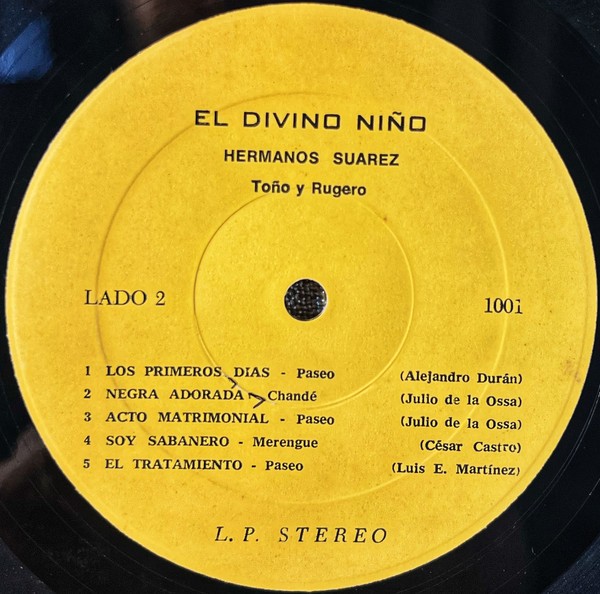 EL DIVINO NIÑO
HERMANOS SUAREZ
Toño y Rugero
LADO 2 1001
1 LOS PRIMEROS DIAS - Paseo (Alejandro Durán)
2 NEGRA ADORADA - Chandé (Julio de la Ossa)
3 ACTO MATRIMONIAL - Paseo (Julio de la Ossa)
4 SOY SABANERO - Merengue (César Castro)
5 EL TRATAMIENTO - Paseo (Luis E. Martínez)
L. P. STEREO